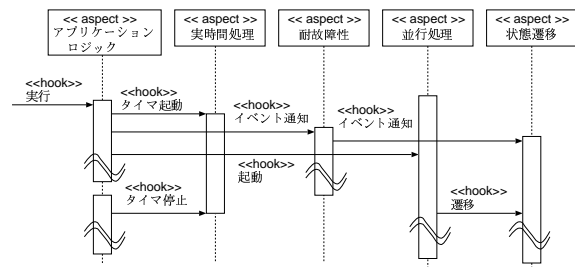 << aspect >>
アプリケーション
ロジック
<< aspect >>
実時間処理
<< aspect >>
耐故障性
<< aspect >>
並行処理
<< aspect >>
状態遷移
<<hook>>
実行
<<hook>>
タイマ起動
<<hook>>
イベント通知
<<hook>>
イベント通知
<<hook>>
起動
<<hook>>
タイマ停止
<<hook>>
遷移